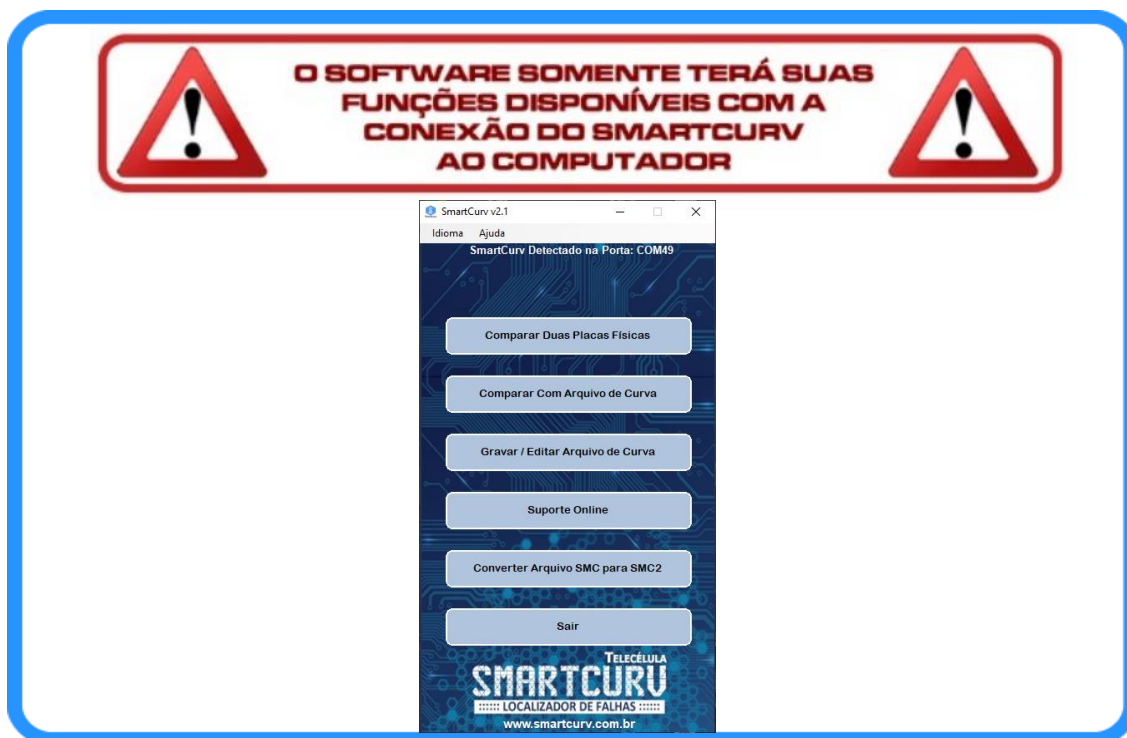 O SOFTWARE SOMENTE TERÁ SUAS
FUNÇÕES DISPONÍVEIS COM A
CONEXÃO DO SMARTCURV
AO COMPUTADOR
SmartCurv v2.1
Idioma Ajuda
SmartCurv Detectado na Porta: COM49
Comparar Duas Placas Físicas
Comparar Com Arquivo de Curva
Gravar / Editar Arquivo de Curva
Suporte Online
Converter Arquivo SMC para SMC2
Sair
TELECÉLULA
SMARTCURV
LOCALIZADOR DE FALHAS
www.smartcurv.com.br